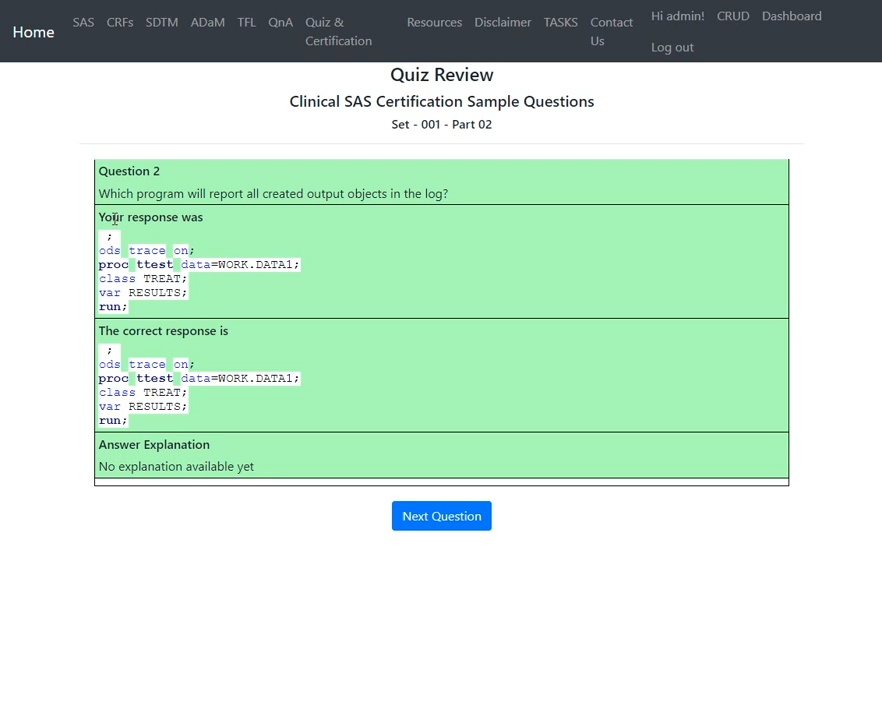 Home SAS CRFs SDTM ADaM TFL QnA Quiz & Certification Resources Disclaimer TASKS Contact Us Hi admin! CRUD Dashboard Log out
Quiz Review
Clinical SAS Certification Sample Questions
Set - 001 - Part 02
Question 2
Which program will report all created output objects in the log?
Your response was
;
ods trace on;
proc ttest data=WORK.DATA1;
class TREAT;
var RESULTS;
run;
The correct response is
;
ods trace on;
proc ttest data=WORK.DATA1;
class TREAT;
var RESULTS;
run;
Answer Explanation
No explanation available yet
Next Question